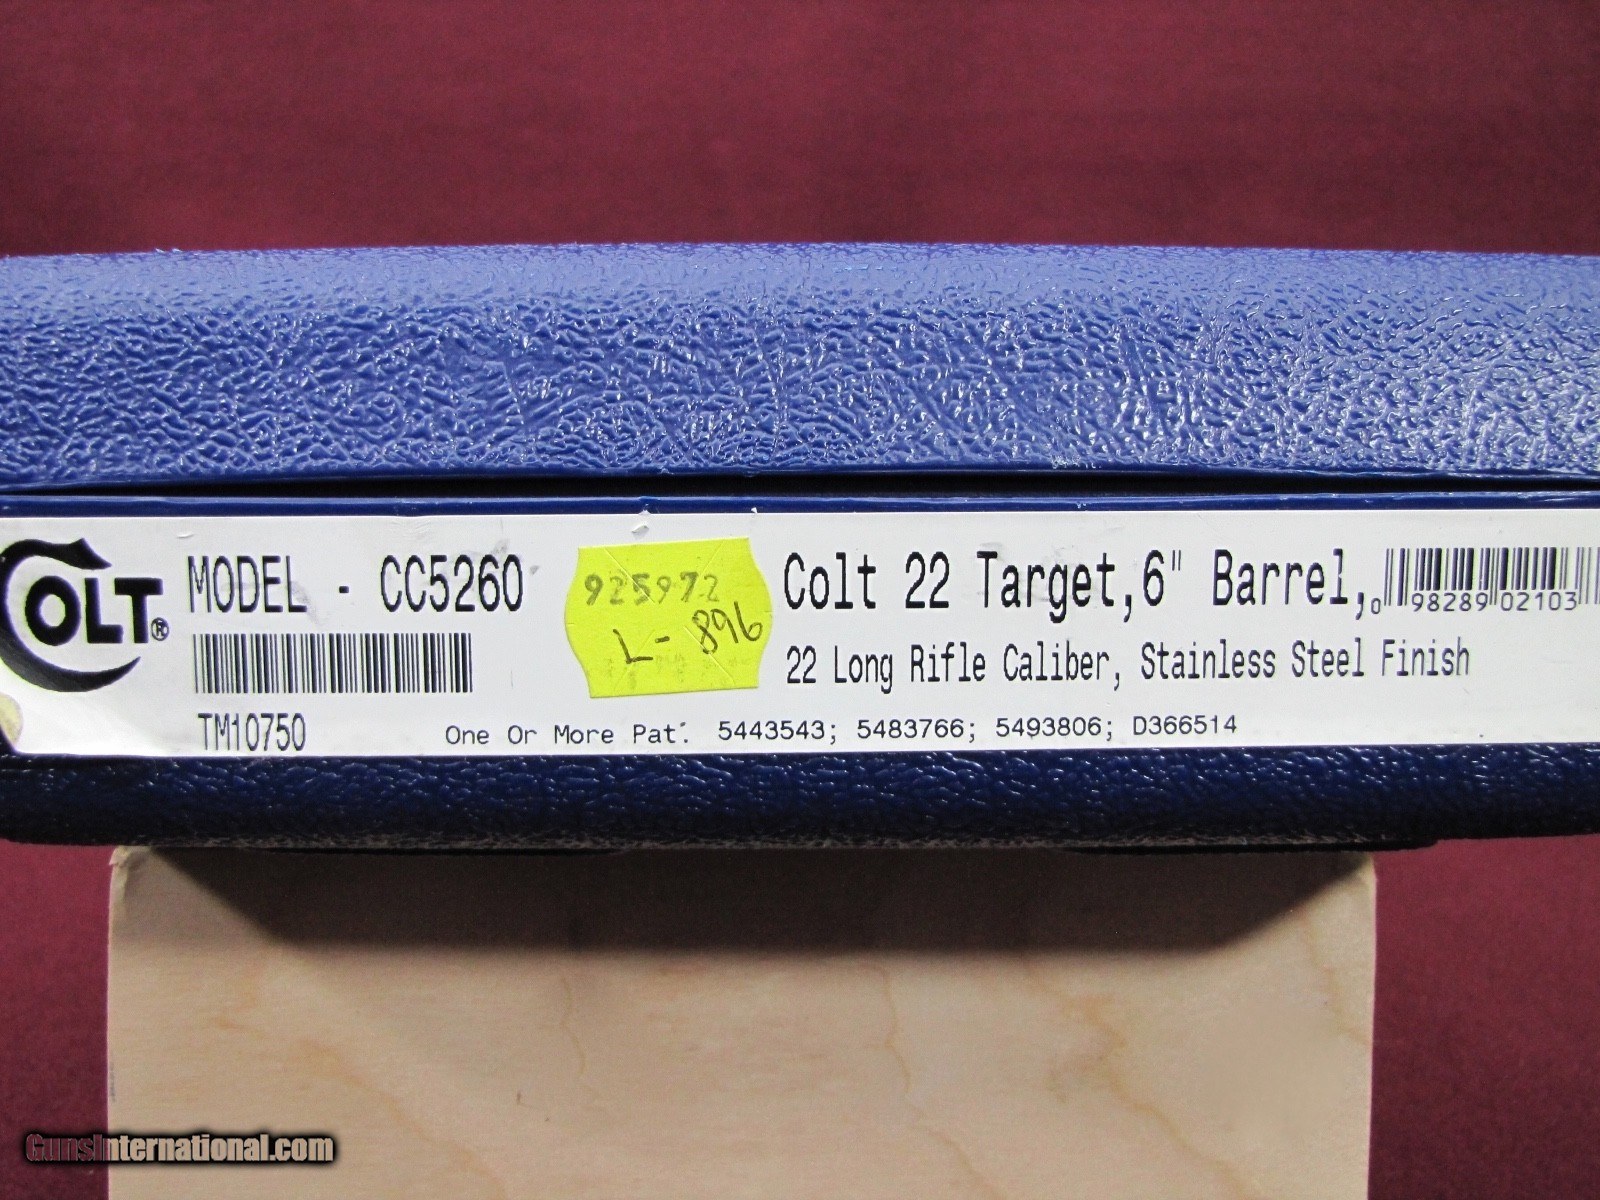 COLT®
MODEL - CC5260
TM10750
925972
L-896
Colt 22 Target,6" Barrel,
0 98289 02103
22 Long Rifle Caliber, Stainless Steel Finish
One Or More Pat. 5443543; 5483766; 5493806; D366514
GunsInternational.com